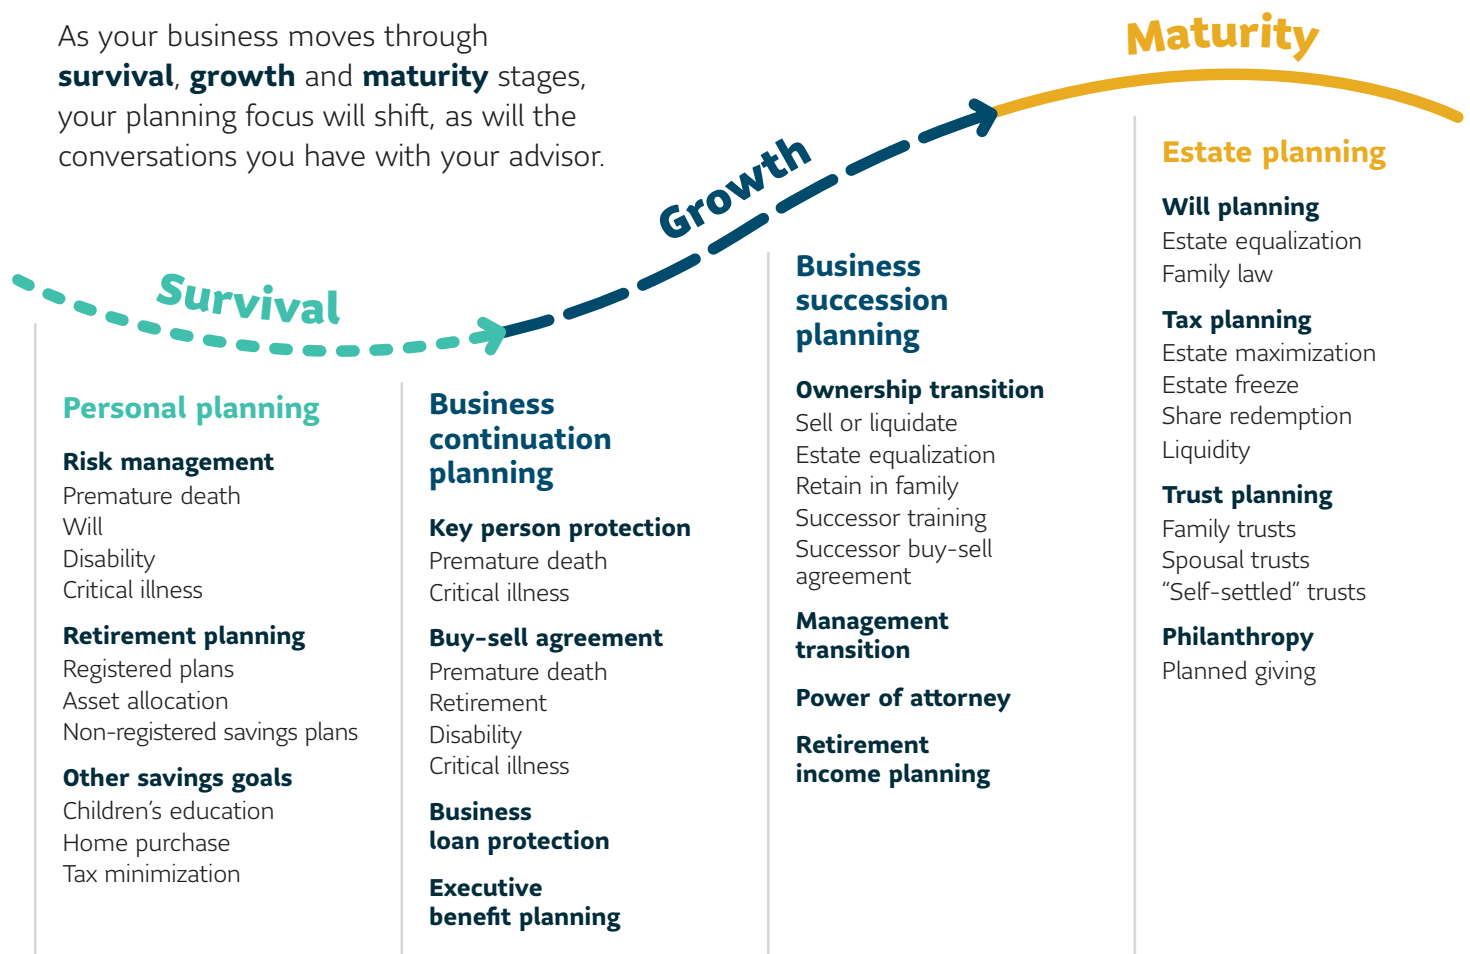 As your business moves through
survival, growth and maturity stages,
your planning focus will shift, as will the
conversations you have with your advisor.
Survival
Growth
Maturity
Personal planning
Risk management
Premature death
Will
Disability
Critical illness
Retirement planning
Registered plans
Asset allocation
Non-registered savings plans
Other savings goals
Children’s education
Home purchase
Tax minimization
Business
continuation
planning
Key person protection
Premature death
Critical illness
Buy-sell agreement
Premature death
Retirement
Disability
Critical illness
Business
loan protection
Executive
benefit planning
Business
succession
planning
Ownership transition
Sell or liquidate
Estate equalization
Retain in family
Successor training
Successor buy-sell
agreement
Management
transition
Power of attorney
Retirement
income planning
Estate planning
Will planning
Estate equalization
Family law
Tax planning
Estate maximization
Estate freeze
Share redemption
Liquidity
Trust planning
Family trusts
Spousal trusts
“Self-settled” trusts
Philanthropy
Planned giving